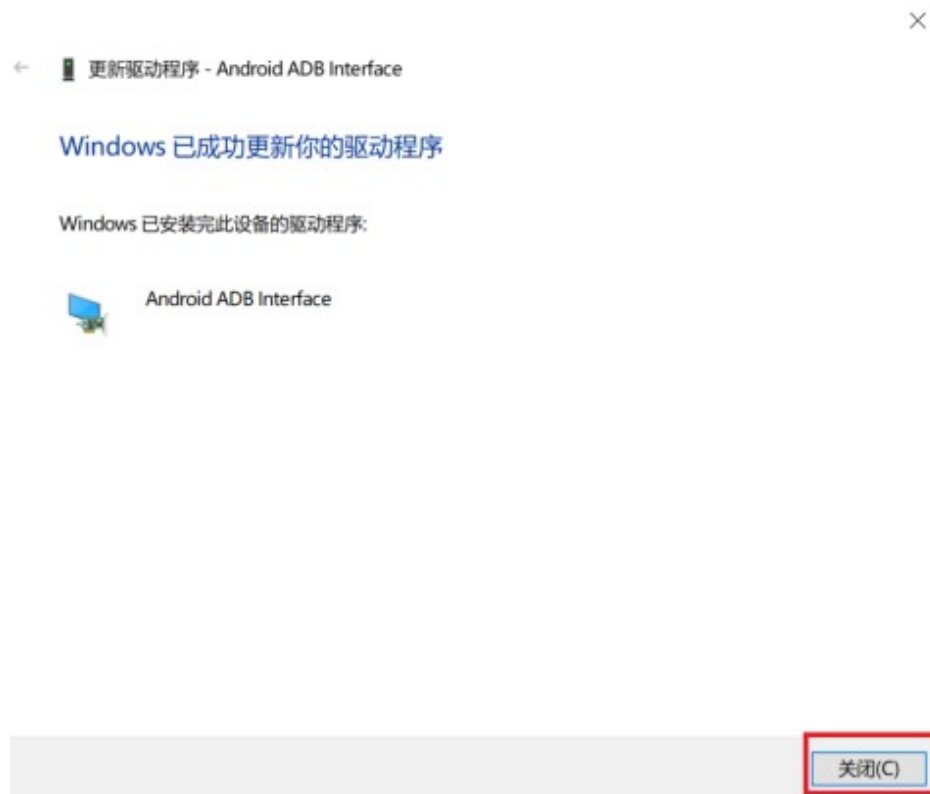 更新驱动程序 - Android ADB Interface
Windows 已成功更新你的驱动程序
Windows 已安装完此设备的驱动程序:
Android ADB Interface
关闭(C)